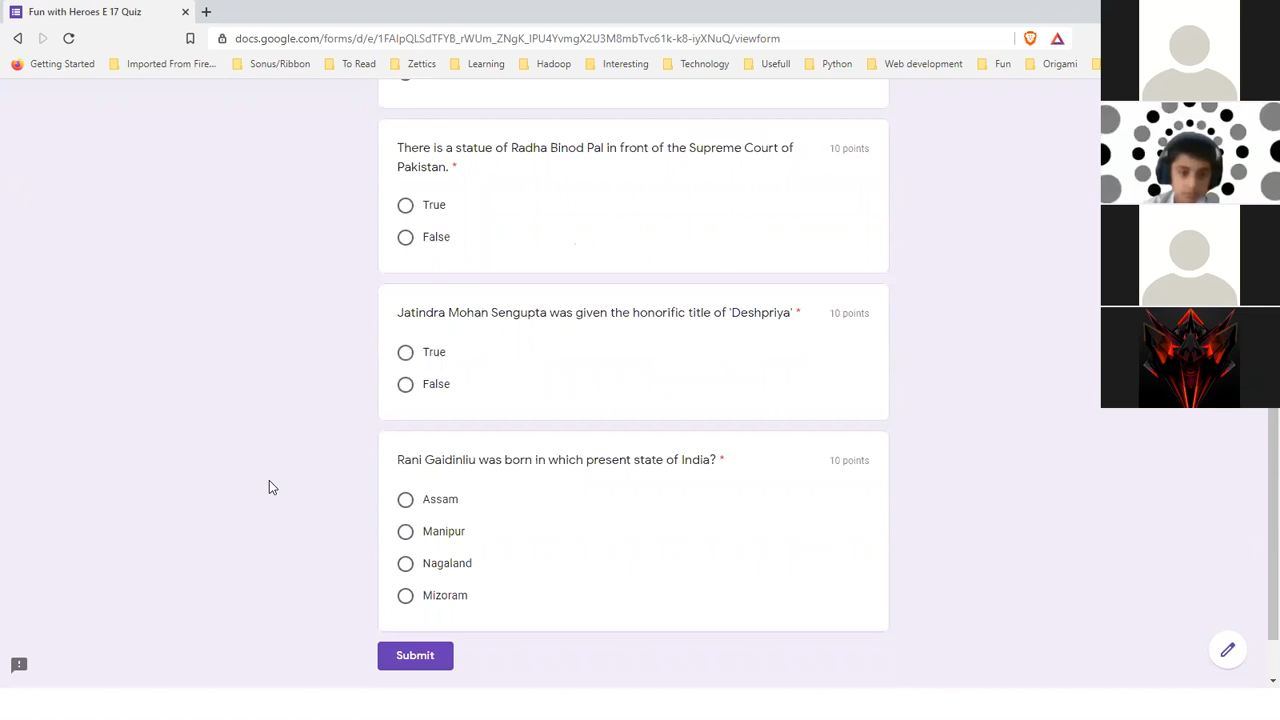 Fun with Heroes E 17 Quiz
docs.google.com/forms/d/e/1FAIpQLSdTFYB_rWUm_ZNgK_IPU4YvmgX2U3M8mbTvc61k-k8-iyXNuQ/viewform
Getting Started Imported From Fire... Sonus/Ribbon To Read Zettics Learning Hadoop Interesting Technology Usefull Python Web development Fun Origami
There is a statue of Radha Binod Pal in front of the Supreme Court of 10 points
Pakistan. *
True
False
Jatindra Mohan Sengupta was given the honorific title of 'Deshpriya' * 10 points
True
False
Rani Gaidinliu was born in which present state of India? * 10 points
Assam
Manipur
Nagaland
Mizoram
Submit